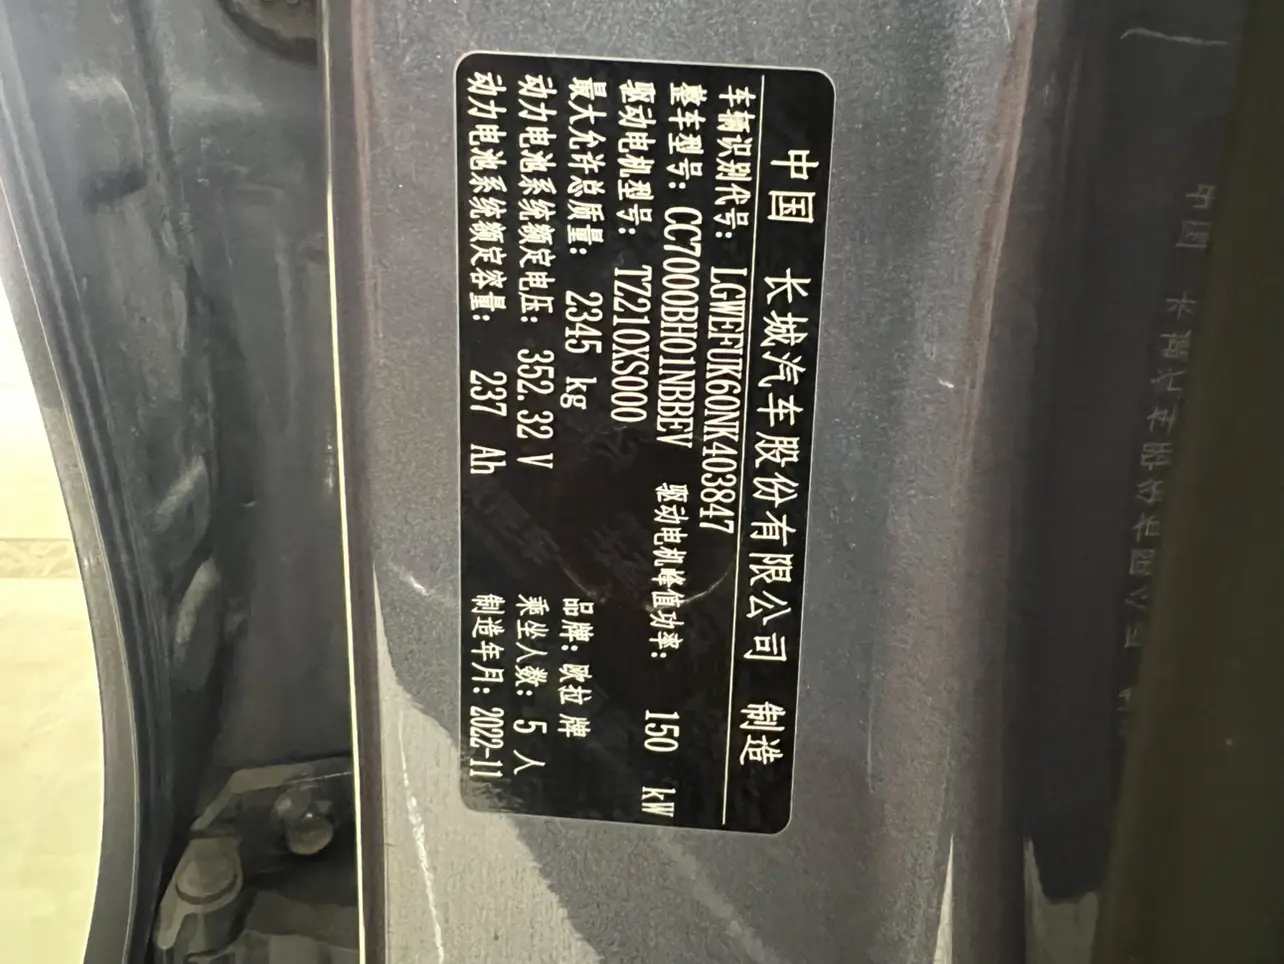 中国 长城汽车股份有限公司 制造
车辆识别代号: LGWEFUK60NK403847
整车型号: CC7000BH01NBBEV 驱动电机峰值功率: 150 kW
驱动电机型号: TZ210XS000
最大允许总质量: 2345 kg 品牌: 欧拉 牌
动力电池系统额定电压: 352.32 V 乘坐人数: 5 人
动力电池系统额定容量: 237 Ah 制造年月: 2022-11